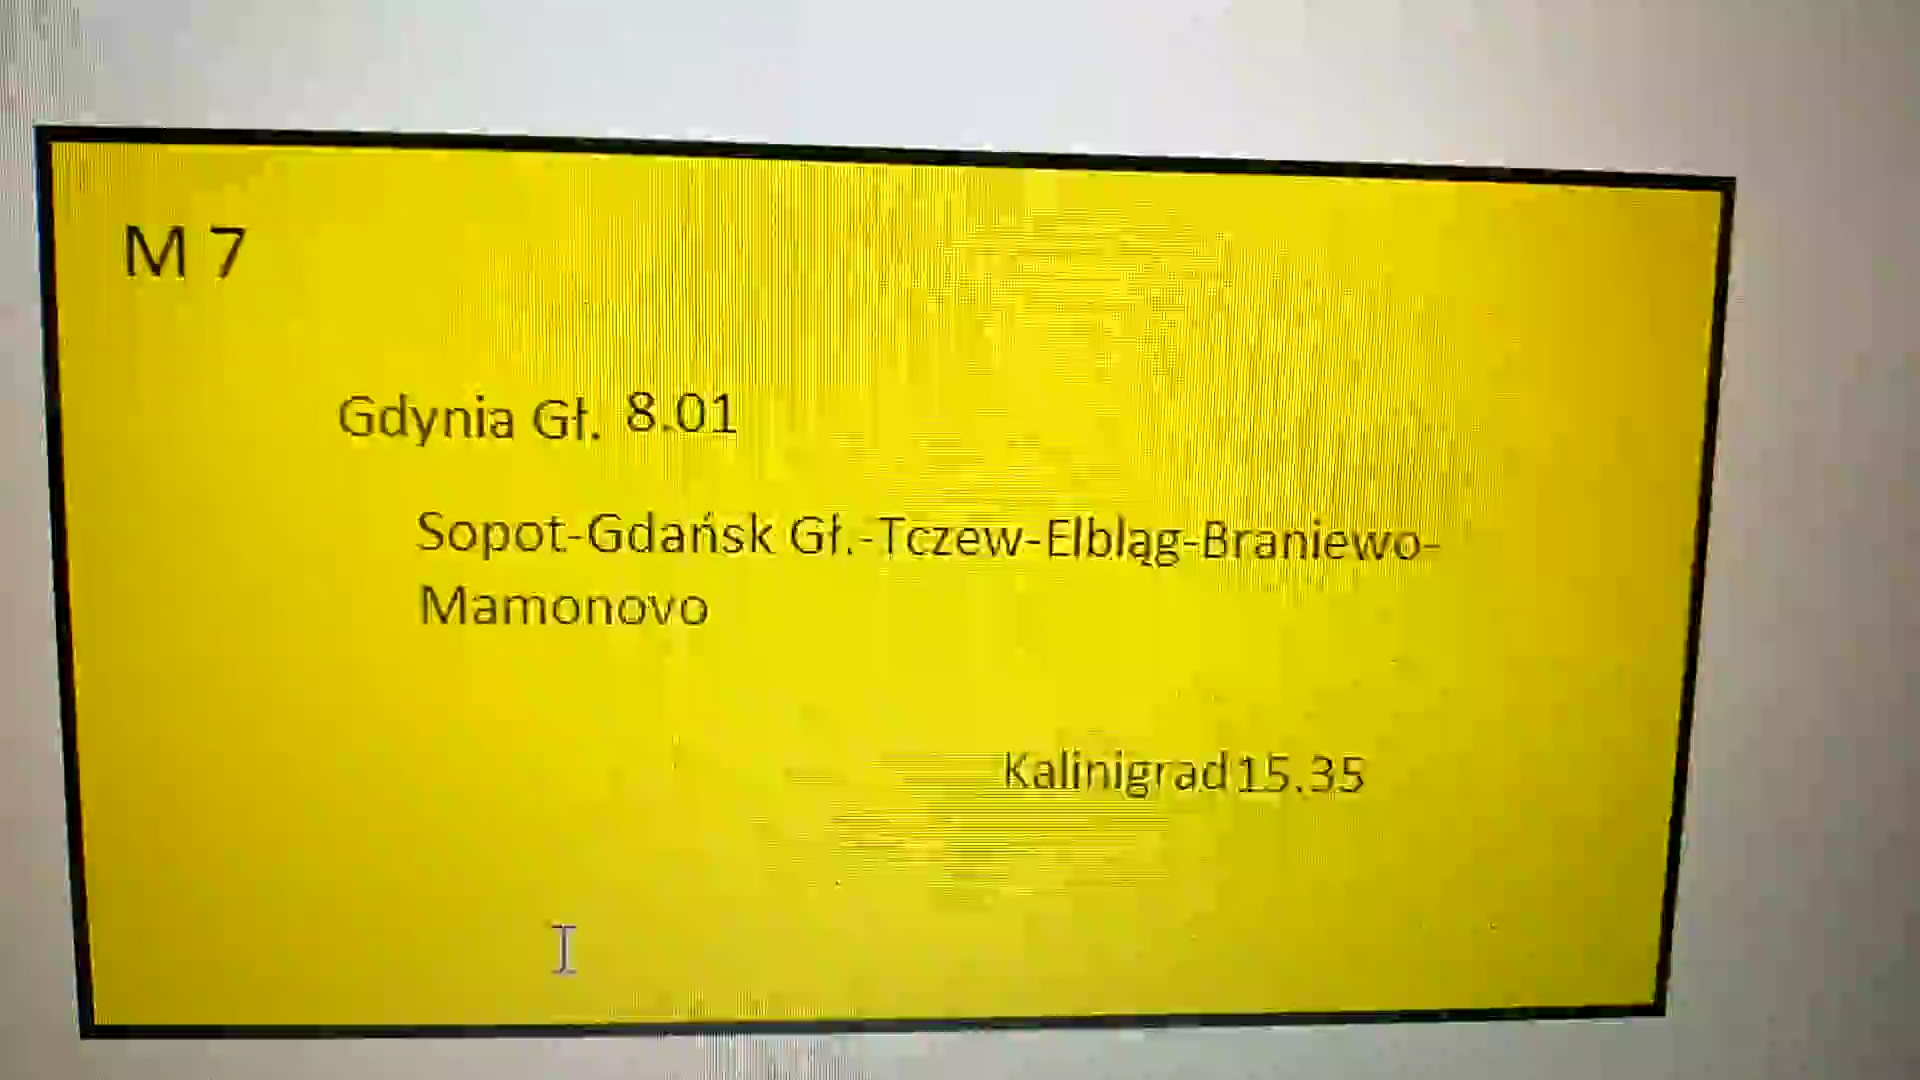 M 7
Gdynia Gł. 8.01
Sopot-Gdańsk Gł.-Tczew-Elbląg-Braniewo-
Mamonovo
Kalinigrad 15.35